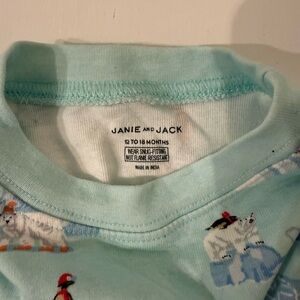 JANIE AND JACK
12 TO 18 MONTHS
WEAR SNUG-FITTING
NOT FLAME RESISTANT
MADE IN INDIA